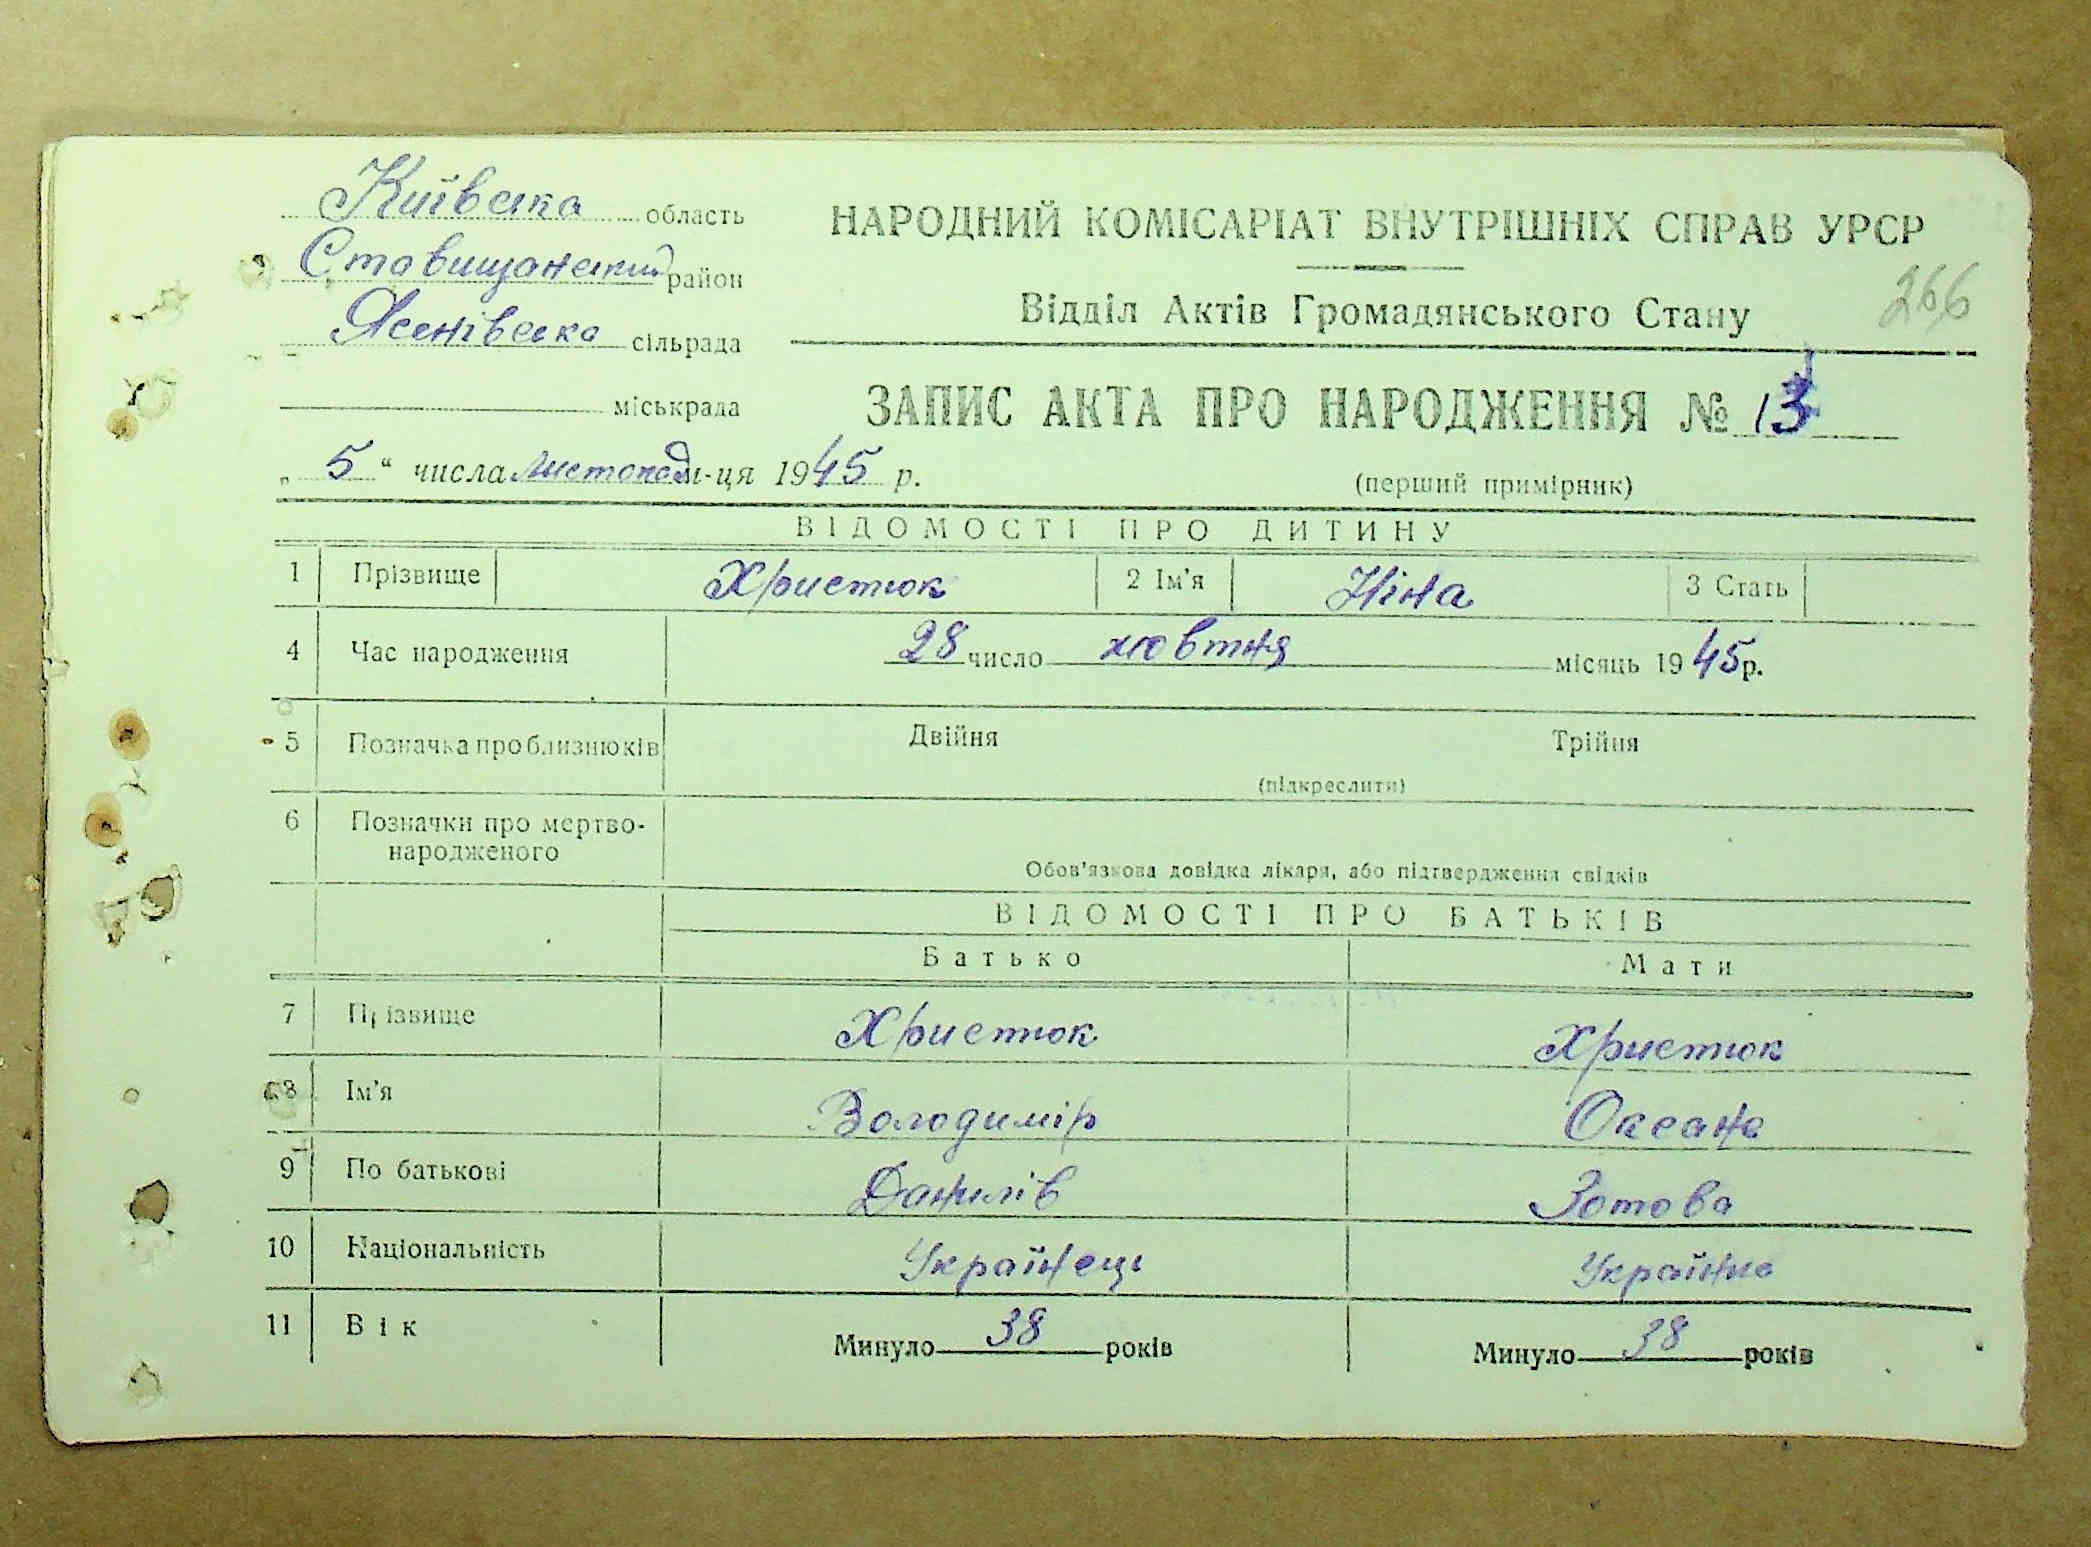 Київська область
Ставищанський район
Ясенівська сільрада
міськрада
„ 5 “ числа Листопад м-ця 1945 р.
НАРОДНИЙ КОМІСАРІАТ ВНУТРІШНІХ СПРАВ УРСР
Відділ Актів Громадянського Стану
266
ЗАПИС АКТА ПРО НАРОДЖЕННЯ № 13
(перший примірник)
ВІДОМОСТІ ПРО ДИТИНУ
1 Прізвище Христюк 2 Ім'я Ніна 3 Стать
4 Час народження 28 число жовтня місяць 1945 р.
5 Позначка про близнюків Двійня Трійня
(підкреслити)
6 Позначки про мертво-
народженого
Обов'язкова довідка лікаря, або підтвердження свідків
ВІДОМОСТІ ПРО БАТЬКІВ
Батько Мати
7 Прізвище Христюк Христюк
8 Ім'я Володимір Оксана
9 По батькові Данилів Зотова
10 Національність Українець Українка
11 Вік Минуло 38 років Минуло 38 років